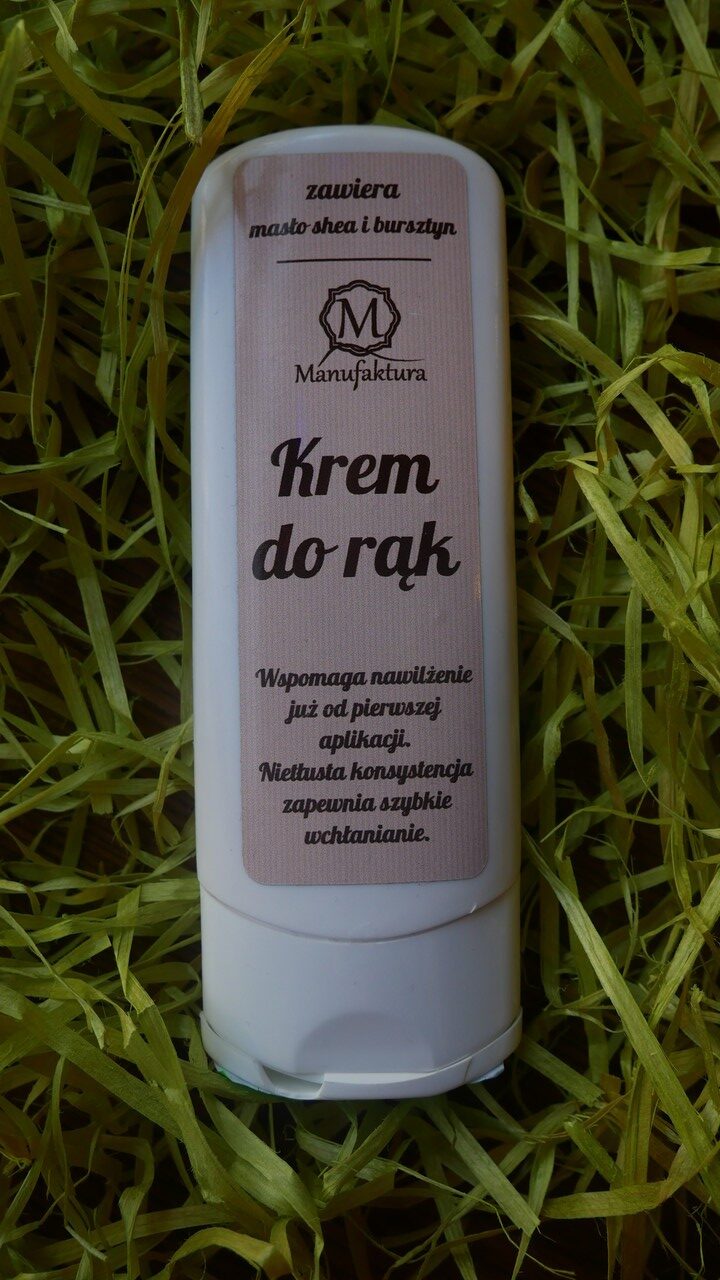 zawiera
masło shea i bursztyn
M
Manufaktura
Krem
do rąk
Wspomaga nawilżenie
już od pierwszej
aplikacji.
Nietłusta konsystencja
zapewnia szybkie
wchłanianie.